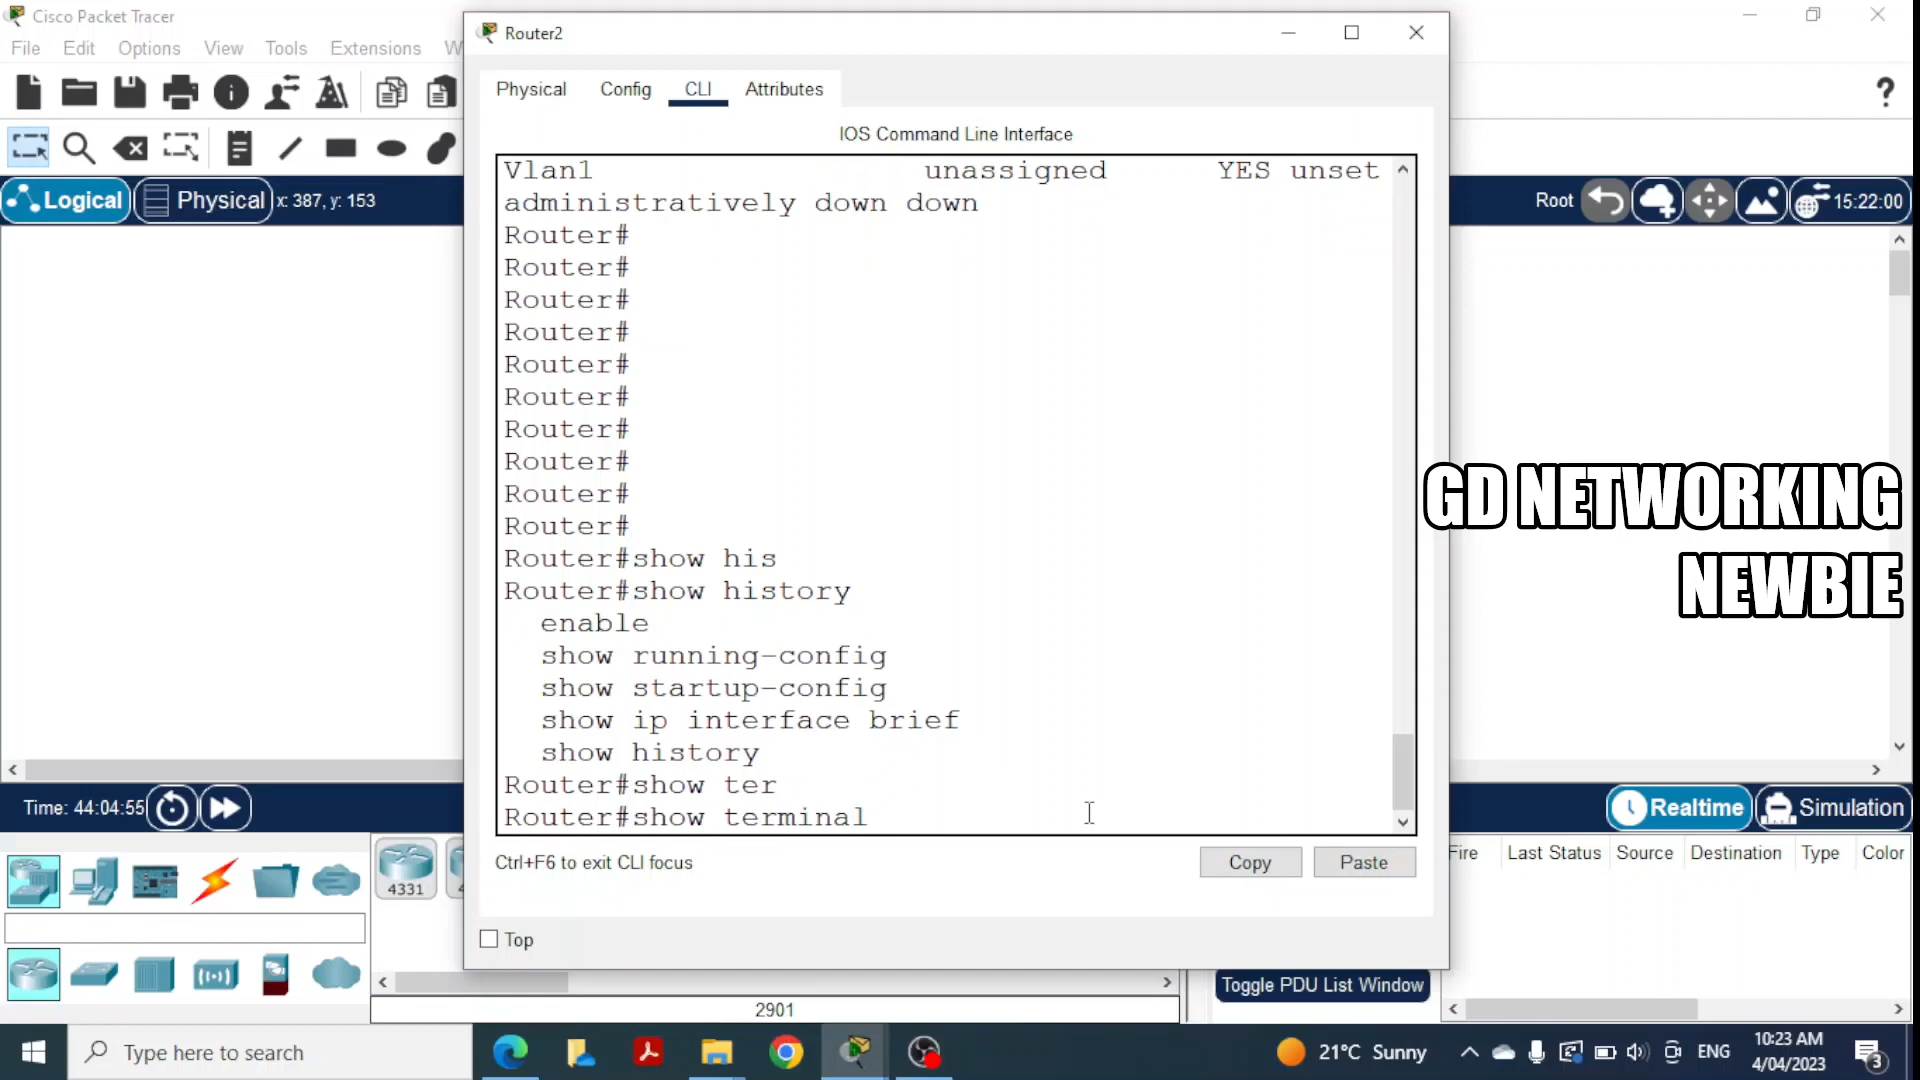 Cisco Packet Tracer
File Edit Options View Tools Extensions W
Logical Physical x: 387, y: 153
Root 15:22:00
Router2
Physical Config CLI Attributes
IOS Command Line Interface
Vlan1 unassigned YES unset
administratively down down
Router#
Router#
Router#
Router#
Router#
Router#
Router#
Router#
Router#
Router#
Router#show his
Router#show history
enable
show running-config
show startup-config
show ip interface brief
show history
Router#show ter
Router#show terminal
Ctrl+F6 to exit CLI focus
Copy Paste
Top
GD NETWORKING
NEWBIE
Time: 44:04:55
Realtime Simulation
4331
4
Fire Last Status Source Destination Type Color
Toggle PDU List Window
2901
Type here to search
21°C Sunny
ENG
10:23 AM
4/04/2023
3